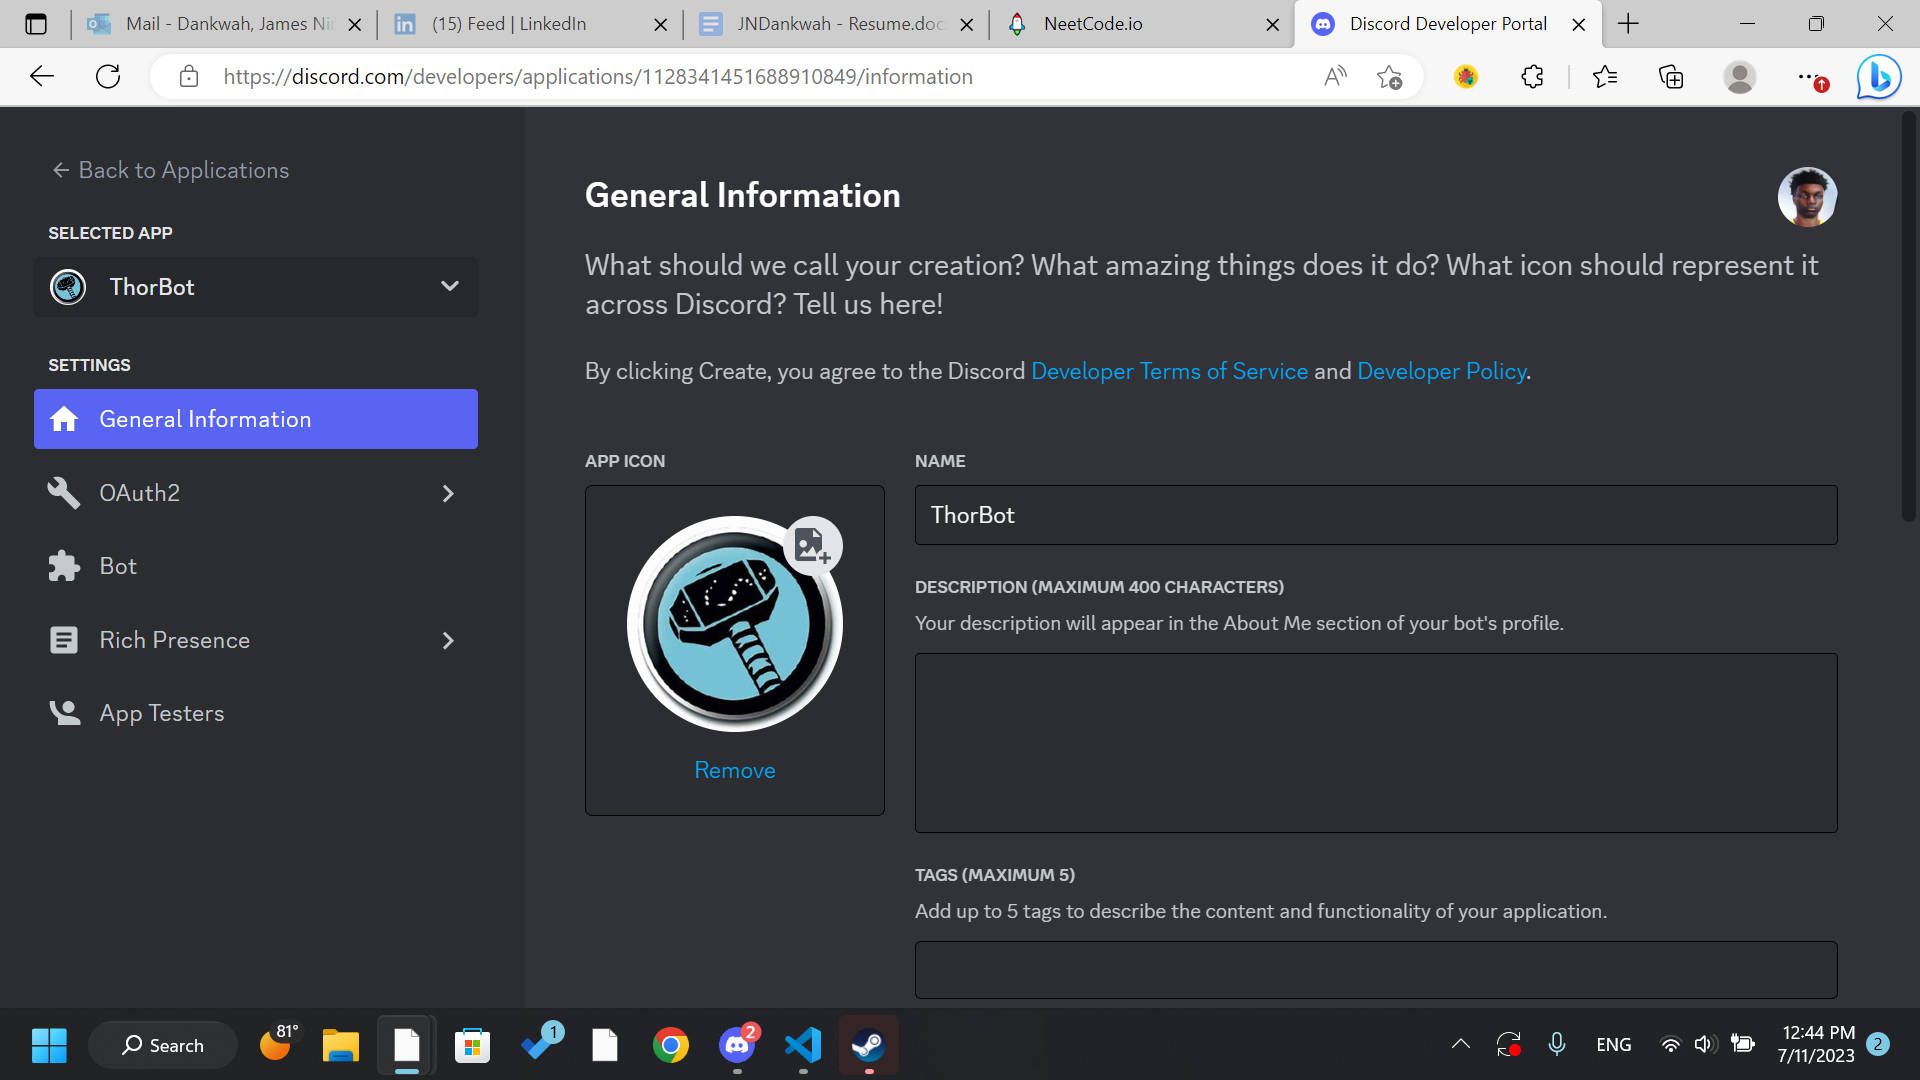 Mail - Dankwah, James Ni
(15) Feed | LinkedIn
JNDankwah - Resume.doc
NeetCode.io
Discord Developer Portal
https://discord.com/developers/applications/1128341451688910849/information
Back to Applications
SELECTED APP
ThorBot
SETTINGS
General Information
OAuth2
Bot
Rich Presence
App Testers
General Information
What should we call your creation? What amazing things does it do? What icon should represent it
across Discord? Tell us here!
By clicking Create, you agree to the Discord Developer Terms of Service and Developer Policy.
APP ICON
Remove
NAME
ThorBot
DESCRIPTION (MAXIMUM 400 CHARACTERS)
Your description will appear in the About Me section of your bot's profile.
TAGS (MAXIMUM 5)
Add up to 5 tags to describe the content and functionality of your application.
81°
Search
1
2
ENG
12:44 PM
7/11/2023
2